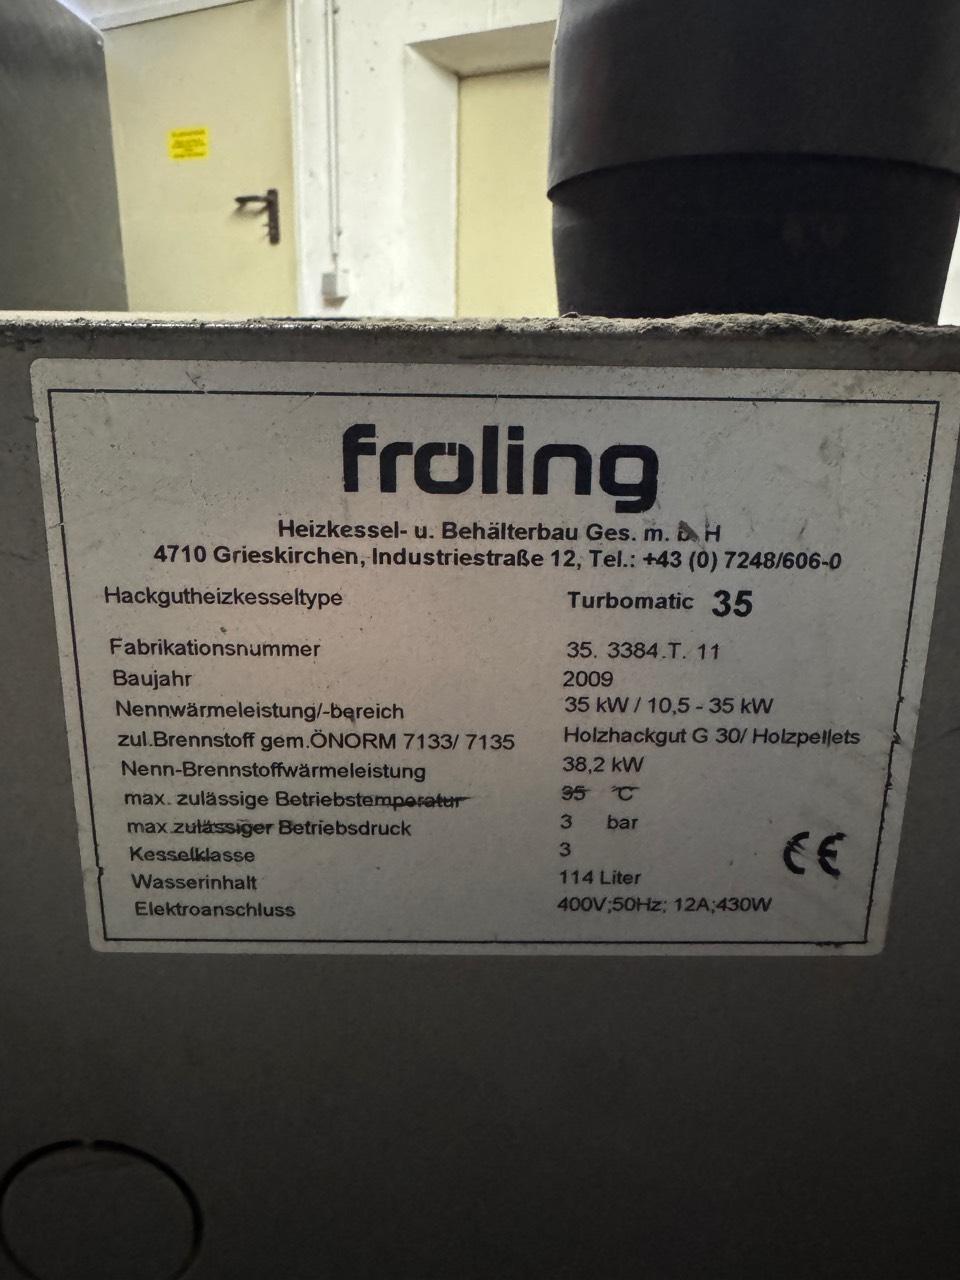 froling
Heizkessel- u. Behälterbau Ges. m. b H
4710 Grieskirchen, Industriestraße 12, Tel.: +43 (0) 7248/606-0
Hackgutheizkesseltype Turbomatic 35
Fabrikationsnummer 35. 3384.T. 11
Baujahr 2009
Nennwärmeleistung/-bereich 35 kW / 10,5 - 35 kW
zul.Brennstoff gem.ÖNORM 7133/ 7135 Holzhackgut G 30/ Holzpellets
Nenn-Brennstoffwärmeleistung 38,2 kW
max. zulässige Betriebstemperatur 95 °C
max.zulässiger Betriebsdruck 3 bar
Kesselklasse 3
Wasserinhalt 114 Liter
Elektroanschluss 400V;50Hz; 12A;430W
CE